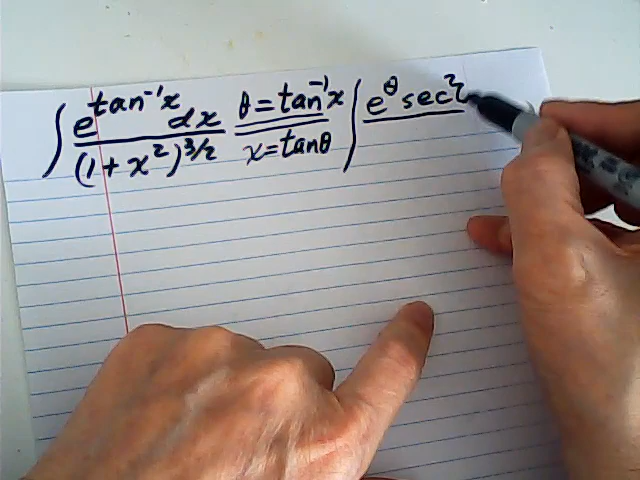 ∫ e^{tan⁻¹x} dx / (1+x²)^{3/2} θ = tan⁻¹x x = tanθ ∫ e^θ sec²